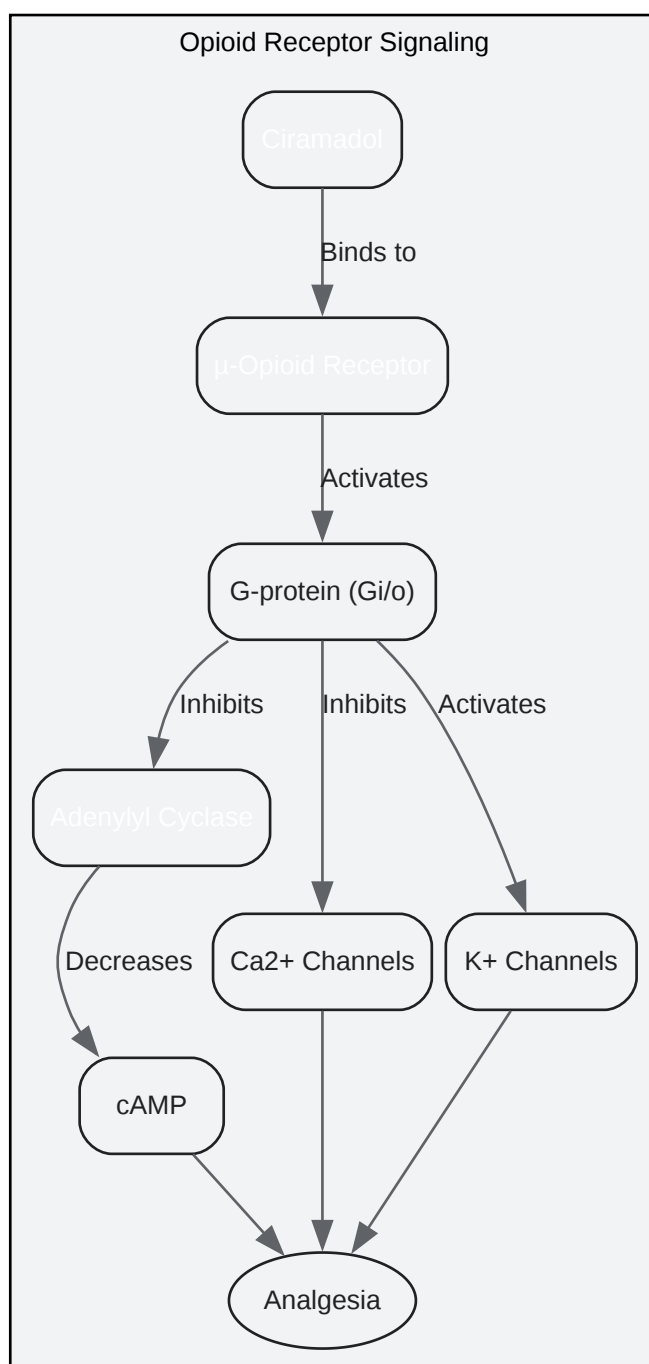 Opioid Receptor Signaling
Ciramadol
Binds to
µ-Opioid Receptor
Activates
G-protein (Gi/o)
Inhibits
Inhibits
Activates
Adenylyl Cyclase
Decreases
Ca2+ Channels
K+ Channels
cAMP
Analgesia